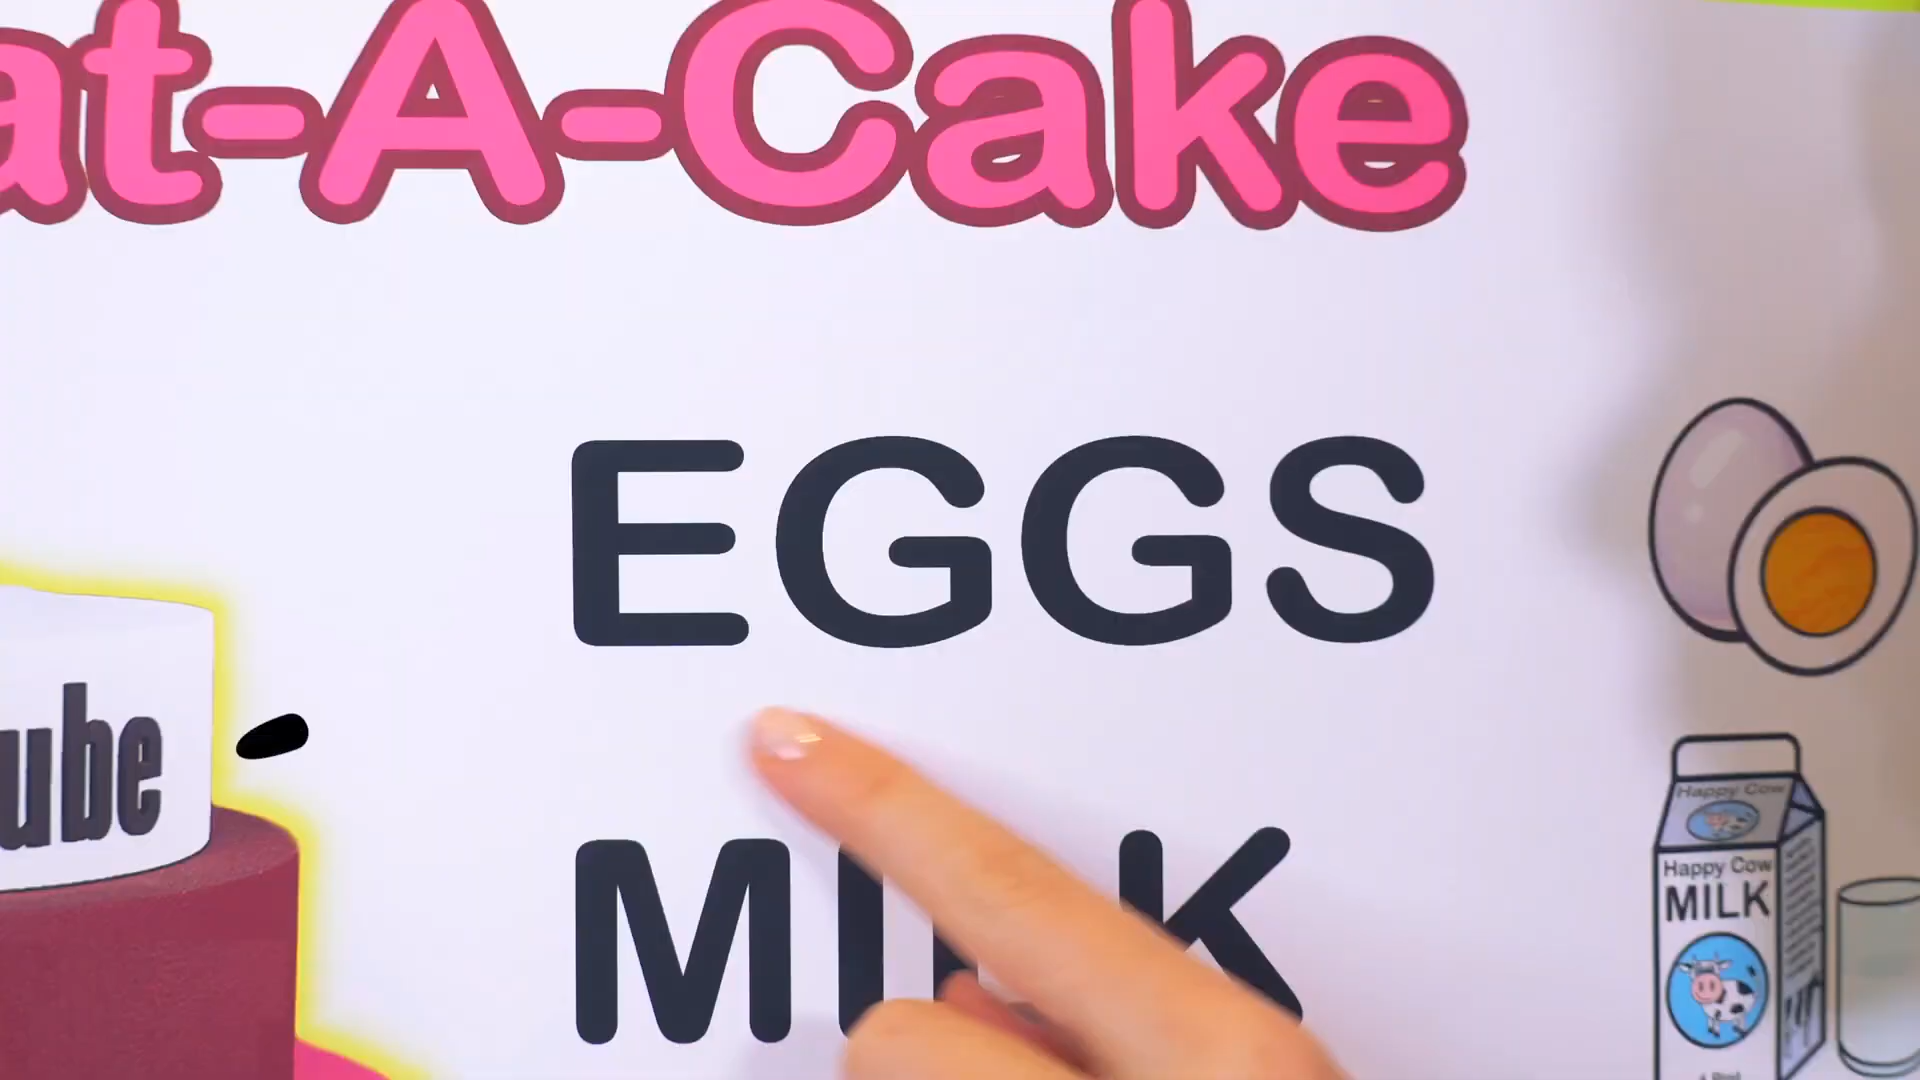 at-A-Cake
EGGS
ube
MILK
Happy Cow
Happy Cow
MILK